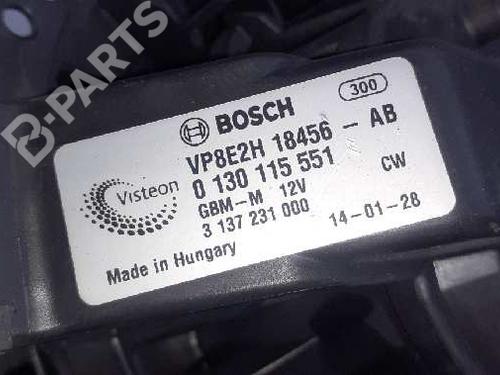 B-PARTS
300
BOSCH
VP8E2H 18456 - AB
0 130 115 551
CW
Visteon
GBM-M 12V
3 137 231 000
14-01-28
Made in Hungary